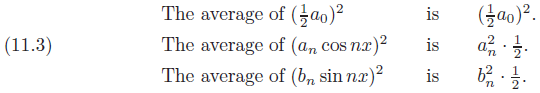 The average of (½a₀)² is (½a₀)².
(11.3) The average of (aₙ cos nx)² is aₙ² · ½.
The average of (bₙ sin nx)² is bₙ² · ½.